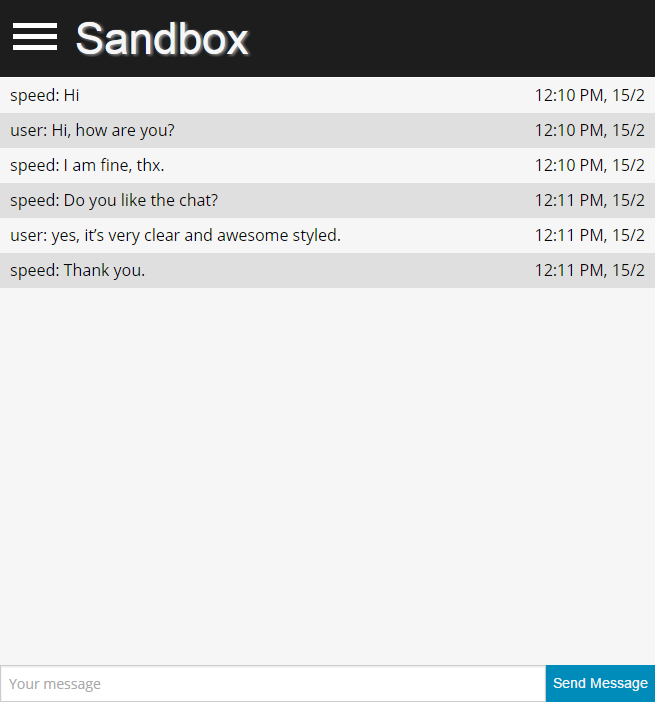 Sandbox
speed: Hi 12:10 PM, 15/2
user: Hi, how are you? 12:10 PM, 15/2
speed: I am fine, thx. 12:10 PM, 15/2
speed: Do you like the chat? 12:11 PM, 15/2
user: yes, it’s very clear and awesome styled. 12:11 PM, 15/2
speed: Thank you. 12:11 PM, 15/2
Your message Send Message